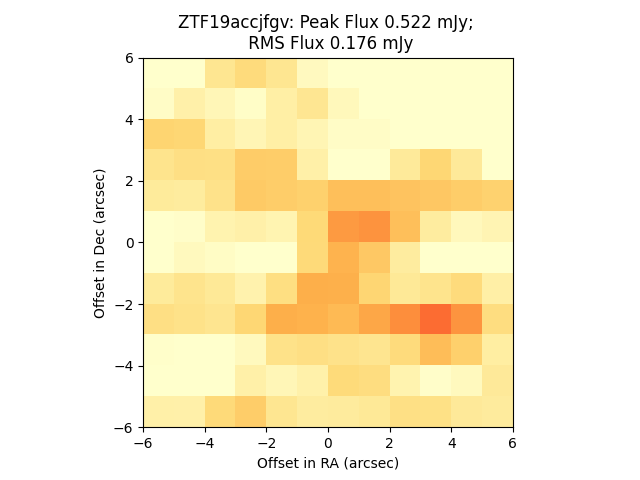 ZTF19accjfgv: Peak Flux 0.522 mJy;
RMS Flux 0.176 mJy
6
4
2
0
−2
−4
−6
Offset in Dec (arcsec)
−6 −4 −2 0 2 4 6
Offset in RA (arcsec)